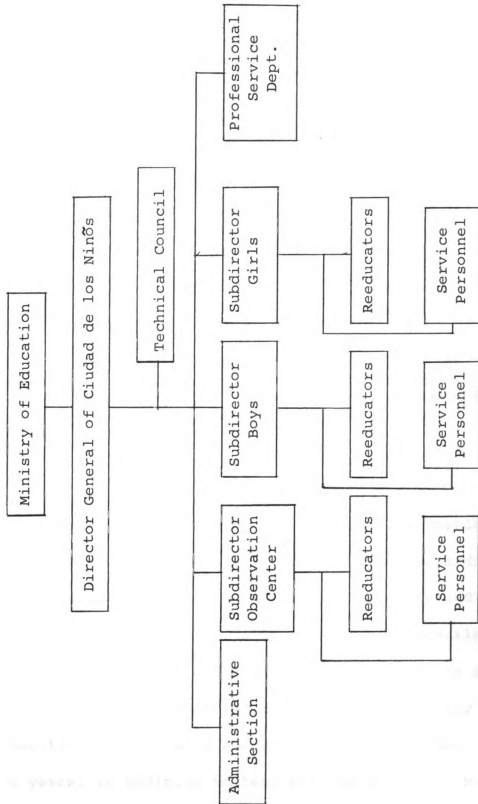 Ministry of Education
Director General of Ciudad de los Niños
Technical Council
Administrative
Section
Subdirector
Observation
Center
Subdirector
Boys
Subdirector
Girls
Professional
Service
Dept.
Reeducators
Reeducators
Reeducators
Service
Personnel
Service
Personnel
Service
Personnel